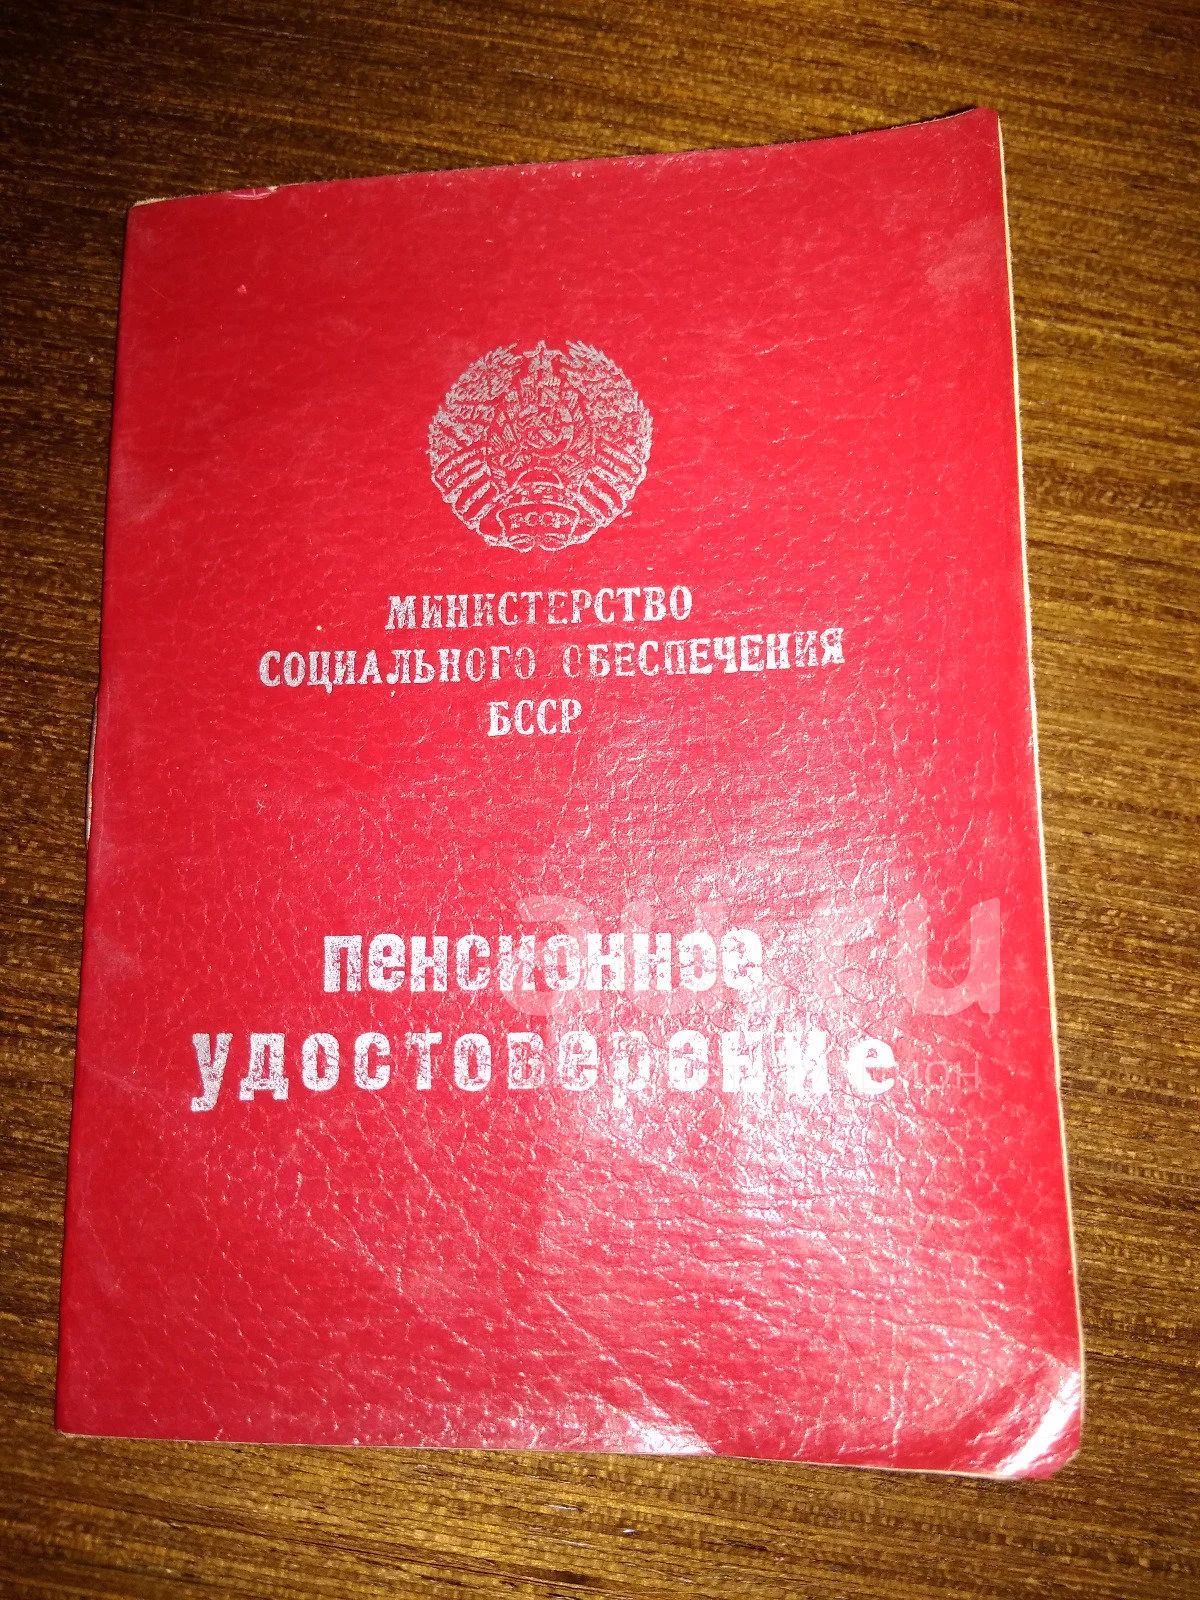 БССР
МИНИСТЕРСТВО
СОЦИАЛЬНОГО ОБЕСПЕЧЕНИЯ
БССР
пенсионное
удостоверение